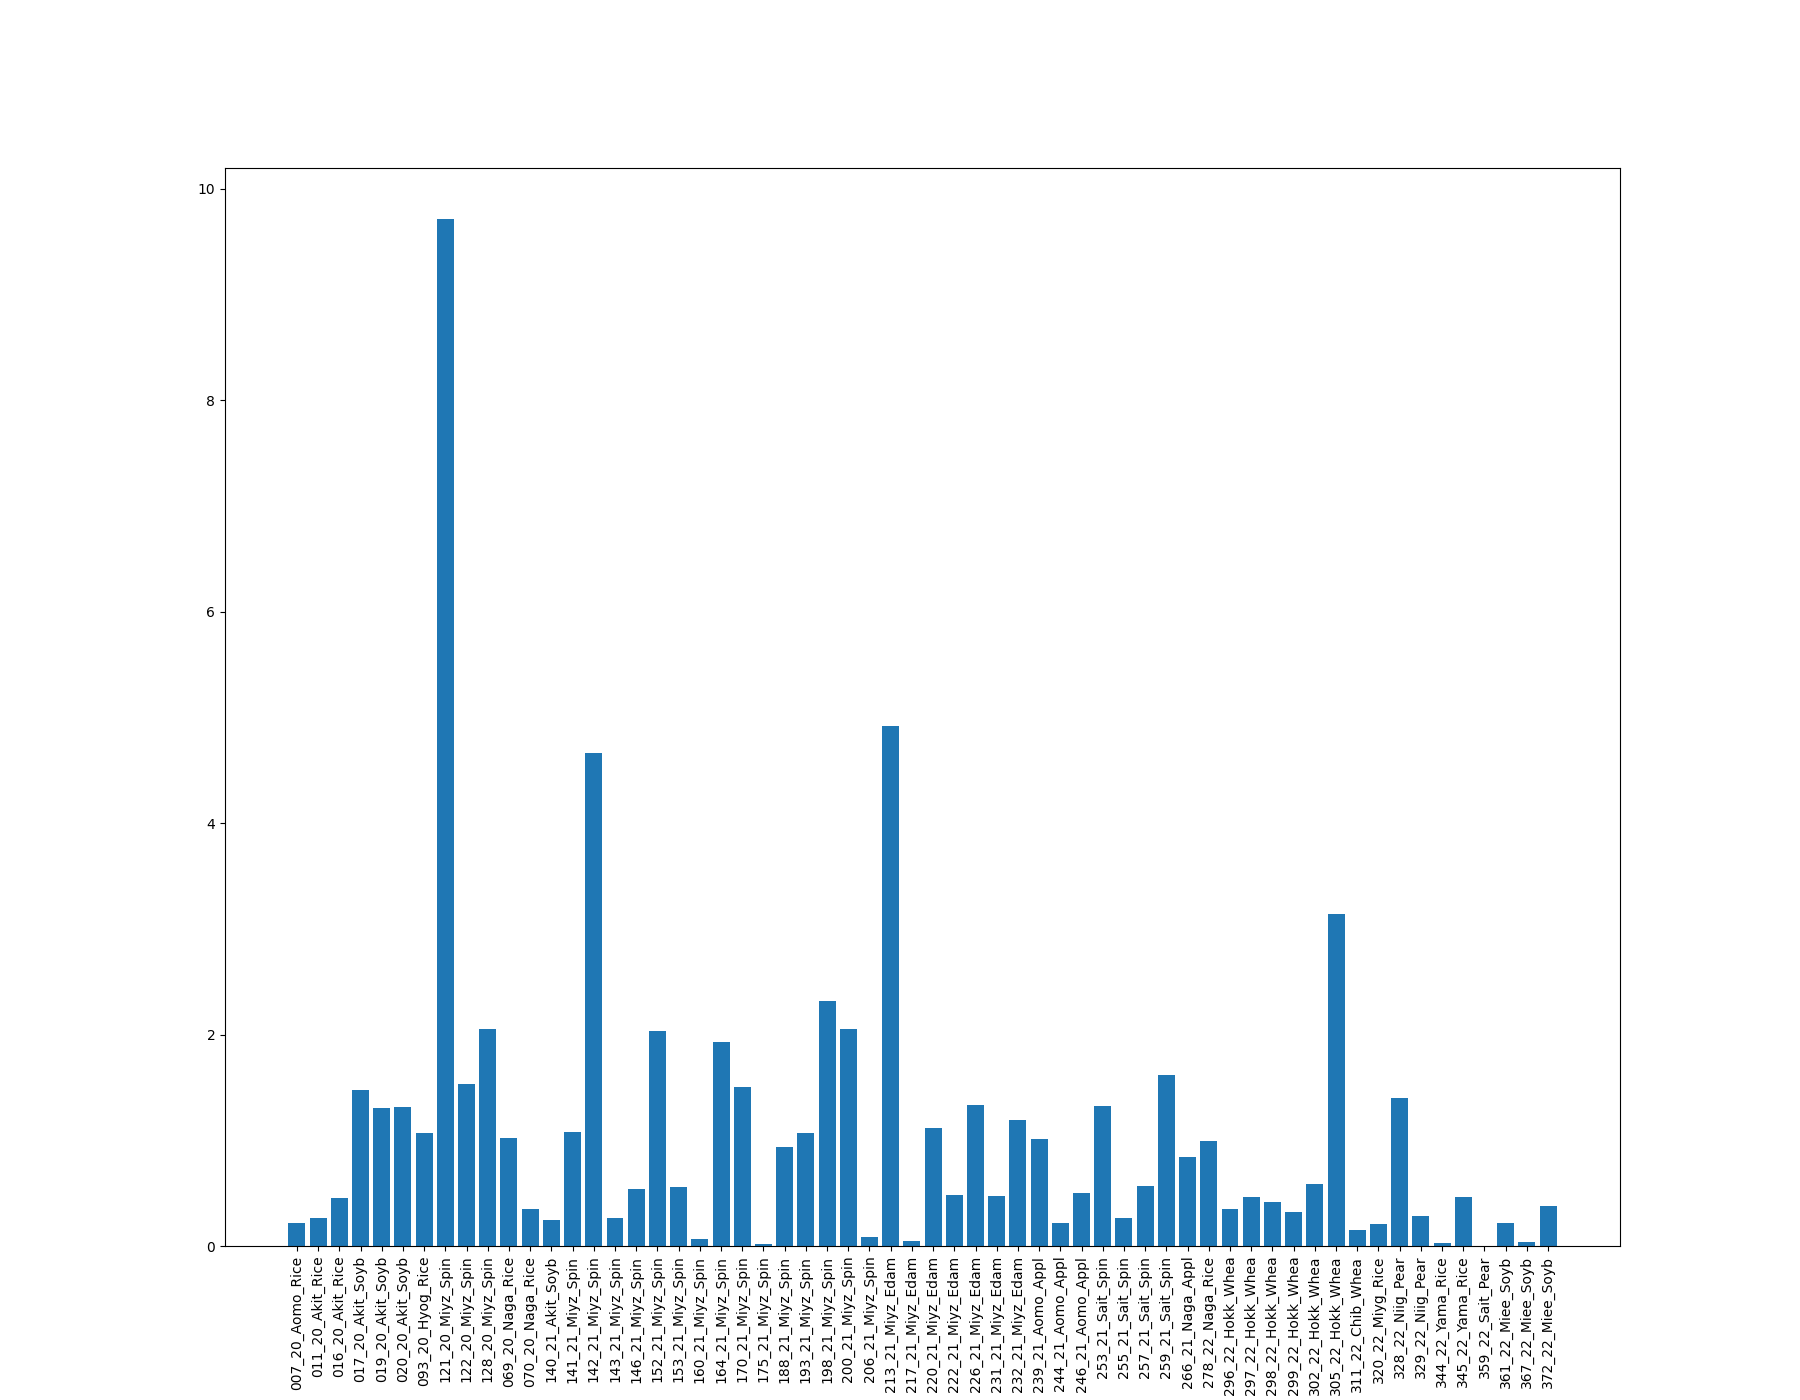 10
8
6
4
2
0
007_20_Aomo_Rice
011_20_Akit_Rice
016_20_Akit_Rice
017_20_Akit_Soyb
019_20_Akit_Soyb
020_20_Akit_Soyb
093_20_Hyog_Rice
121_20_Miyz_Spin
122_20_Miyz_Spin
128_20_Miyz_Spin
069_20_Naga_Rice
070_20_Naga_Rice
140_21_Akit_Soyb
141_21_Miyz_Spin
142_21_Miyz_Spin
143_21_Miyz_Spin
146_21_Miyz_Spin
152_21_Miyz_Spin
153_21_Miyz_Spin
160_21_Miyz_Spin
164_21_Miyz_Spin
170_21_Miyz_Spin
175_21_Miyz_Spin
188_21_Miyz_Spin
193_21_Miyz_Spin
198_21_Miyz_Spin
200_21_Miyz_Spin
206_21_Miyz_Spin
213_21_Miyz_Edam
217_21_Miyz_Edam
220_21_Miyz_Edam
222_21_Miyz_Edam
226_21_Miyz_Edam
231_21_Miyz_Edam
232_21_Miyz_Edam
239_21_Aomo_Appl
244_21_Aomo_Appl
246_21_Aomo_Appl
253_21_Sait_Spin
255_21_Sait_Spin
257_21_Sait_Spin
259_21_Sait_Spin
266_21_Naga_Appl
278_22_Naga_Rice
296_22_Hokk_Whea
297_22_Hokk_Whea
298_22_Hokk_Whea
299_22_Hokk_Whea
302_22_Hokk_Whea
305_22_Hokk_Whea
311_22_Chib_Whea
320_22_Miyg_Rice
328_22_Niig_Pear
329_22_Niig_Pear
344_22_Yama_Rice
345_22_Yama_Rice
359_22_Sait_Pear
361_22_Miee_Soyb
367_22_Miee_Soyb
372_22_Miee_Soyb